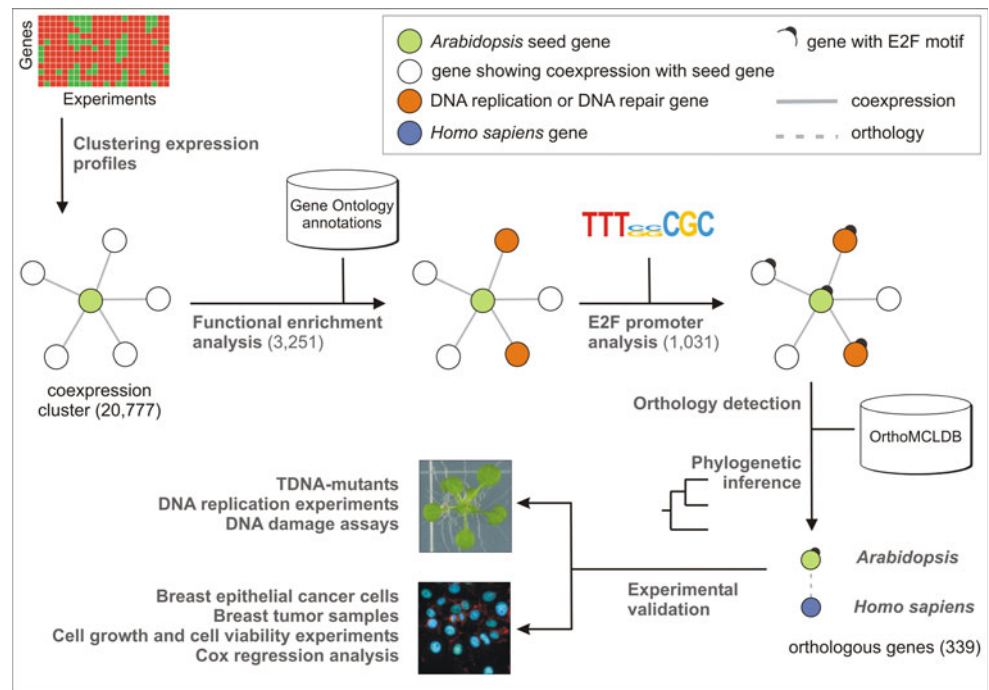 Genes
Experiments
Arabidopsis seed gene
gene showing coexpression with seed gene
DNA replication or DNA repair gene
Homo sapiens gene
gene with E2F motif
coexpression
orthology
Clustering expression
profiles
Gene Ontology
annotations
TTT
CGC
Functional enrichment
analysis (3,251)
E2F promoter
analysis (1,031)
coexpression
cluster (20,777)
Orthology detection
OrthoMCLDB
Phylogenetic
inference
TDNA-mutants
DNA replication experiments
DNA damage assays
Arabidopsis
Homo sapiens
orthologous genes (339)
Experimental
validation
Breast epithelial cancer cells
Breast tumor samples
Cell growth and cell viability experiments
Cox regression analysis